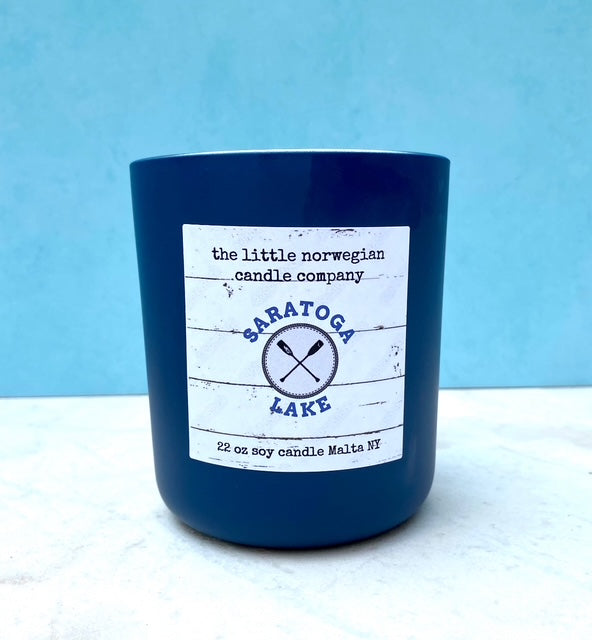 the little norwegian
candle company
SARATOGA
LAKE
22 oz soy candle Malta NY